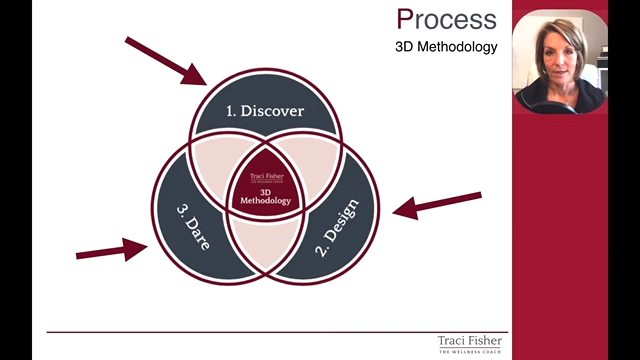 Process
3D Methodology
1. Discover
Traci Fisher
THE WELLNESS COACH
3D
Methodology
3. Dare
2. Design
Traci Fisher
THE WELLNESS COACH